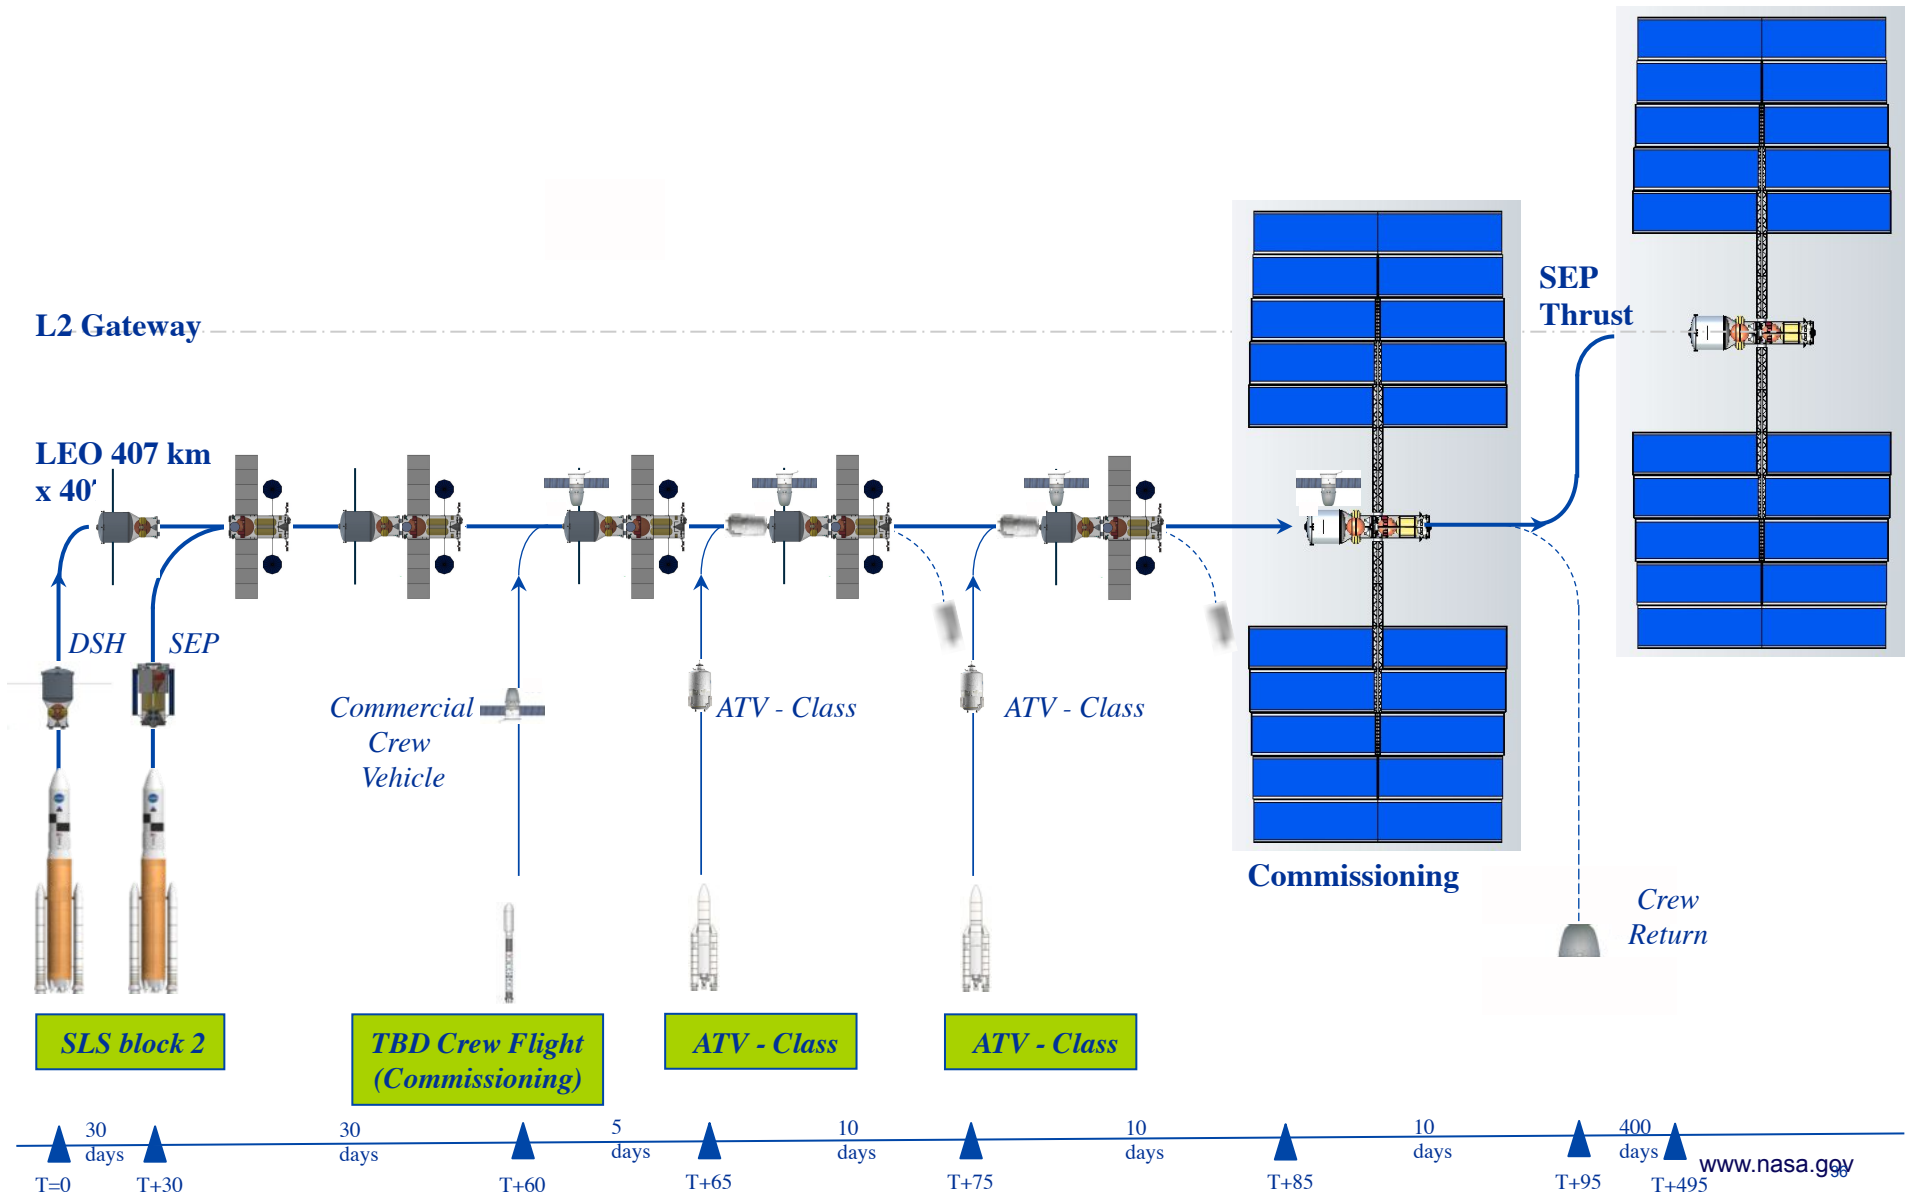 SEP
Thrust
L2 Gateway
LEO 407 km
x 40
DSH
SEP
Commercial
Crew
Vehicle
ATV - Class
ATV - Class
Commissioning
Crew
Return
SLS block 2
TBD Crew Flight
(Commissioning)
ATV - Class
ATV - Class
30
days
30
days
5
days
10
days
10
days
10
days
400
days
T=0
T+30
T+60
T+65
T+75
T+85
T+95
T+495
www.nasa.gov
36